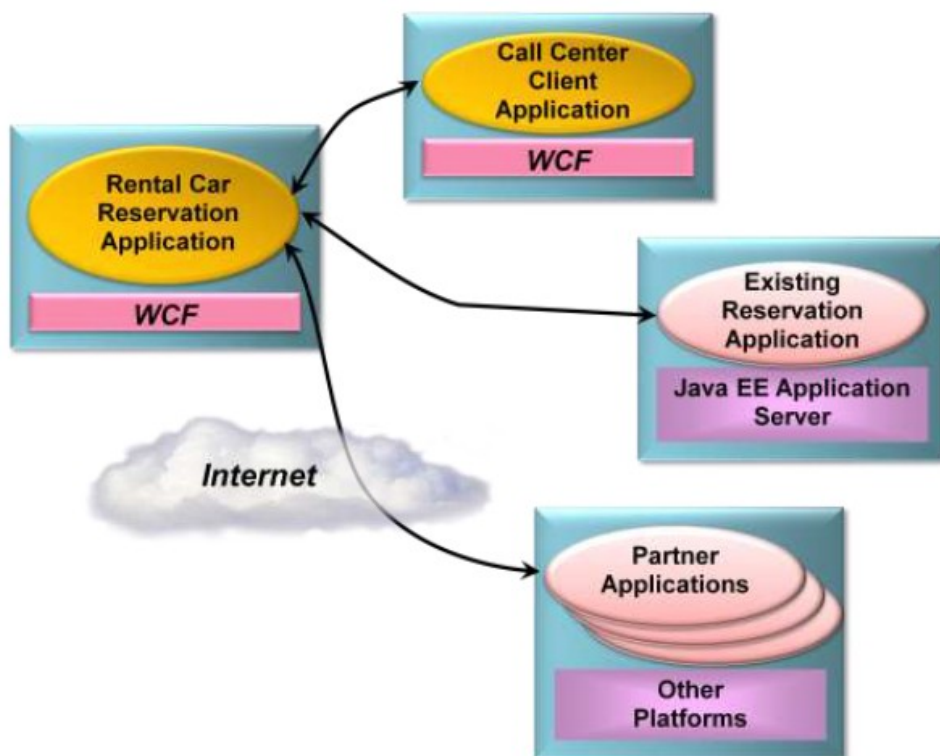 Call Center
Client
Application
WCF
Rental Car
Reservation
Application
WCF
Existing
Reservation
Application
Java EE Application
Server
Internet
Partner
Applications
Other
Platforms